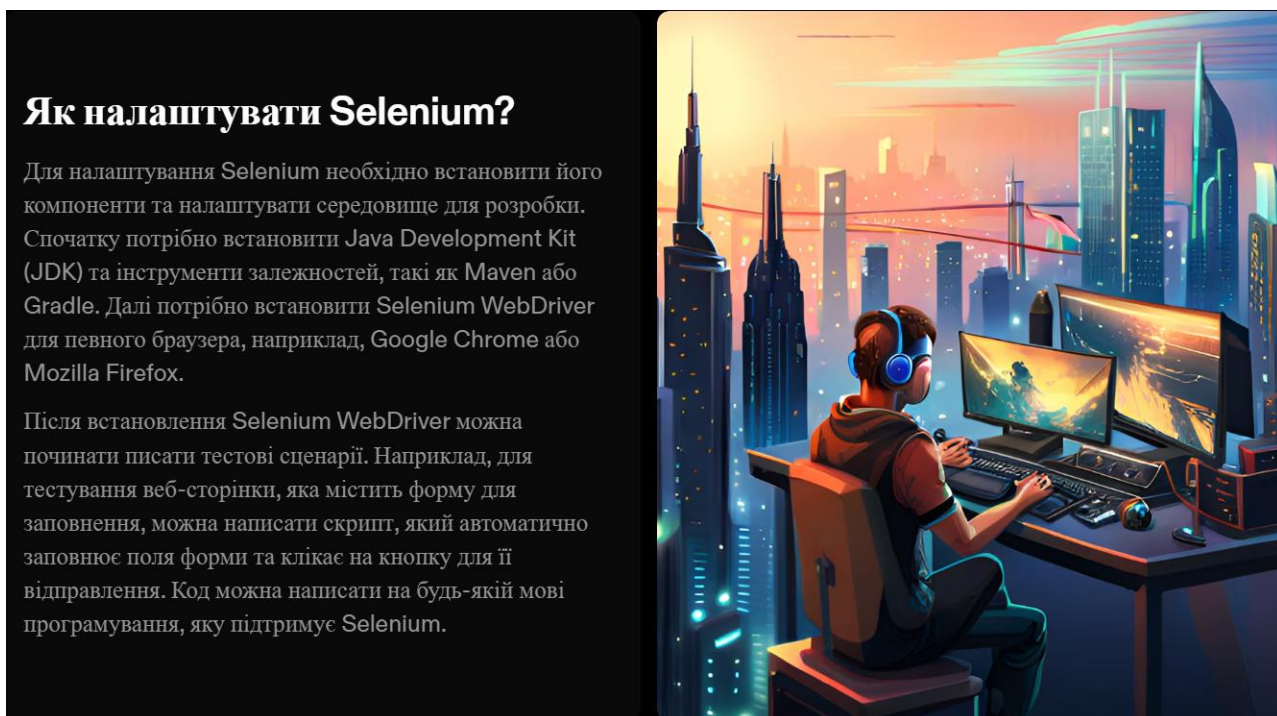 Як налаштувати Selenium?
Для налаштування Selenium необхідно встановити його
компоненти та налаштувати середовище для розробки.
Спочатку потрібно встановити Java Development Kit
(JDK) та інструменти залежностей, такі як Maven або
Gradle. Далі потрібно встановити Selenium WebDriver
для певного браузера, наприклад, Google Chrome або
Mozilla Firefox.
Після встановлення Selenium WebDriver можна
починати писати тестові сценарії. Наприклад, для
тестування веб-сторінки, яка містить форму для
заповнення, можна написати скрипт, який автоматично
заповнює поля форми та клікає на кнопку для її
відправлення. Код можна написати на будь-якій мові
програмування, яку підтримує Selenium.